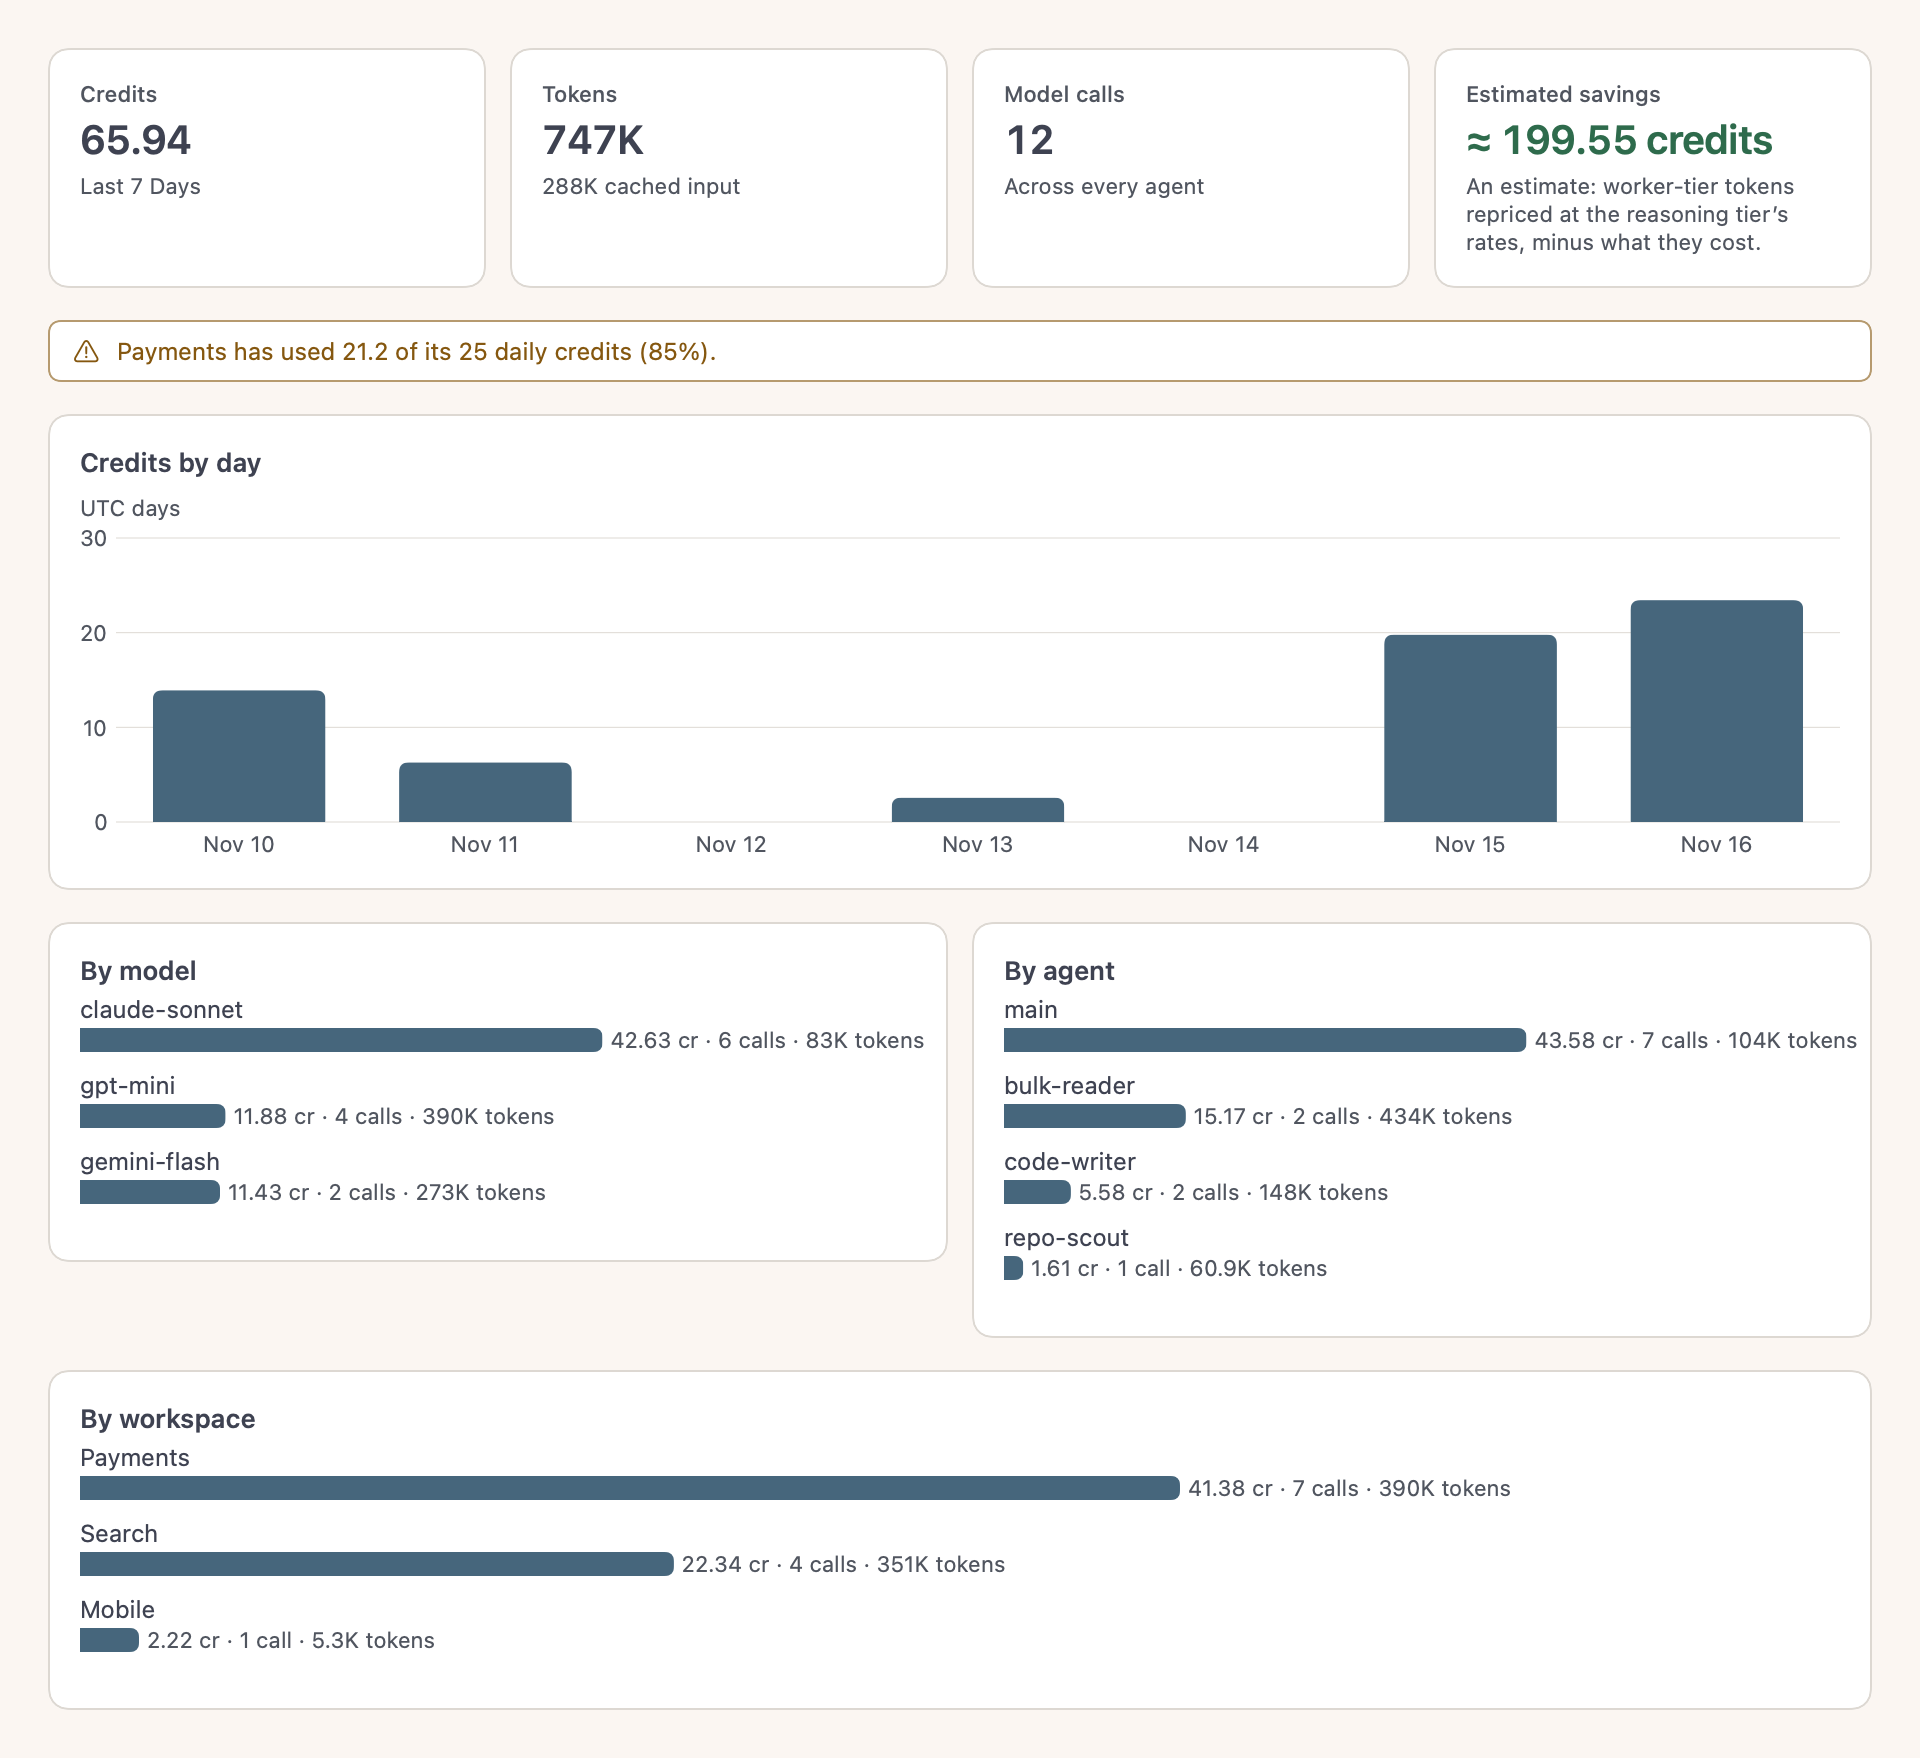 Credits
65.94
Last 7 Days
Tokens
747K
288K cached input
Model calls
12
Across every agent
Estimated savings
≈ 199.55 credits
An estimate: worker-tier tokens
repriced at the reasoning tier’s
rates, minus what they cost.
Payments has used 21.2 of its 25 daily credits (85%).
Credits by day
UTC days
30
20
10
0
Nov 10
Nov 11
Nov 12
Nov 13
Nov 14
Nov 15
Nov 16
By model
claude-sonnet
42.63 cr · 6 calls · 83K tokens
gpt-mini
11.88 cr · 4 calls · 390K tokens
gemini-flash
11.43 cr · 2 calls · 273K tokens
By agent
main
43.58 cr · 7 calls · 104K tokens
bulk-reader
15.17 cr · 2 calls · 434K tokens
code-writer
5.58 cr · 2 calls · 148K tokens
repo-scout
1.61 cr · 1 call · 60.9K tokens
By workspace
Payments
41.38 cr · 7 calls · 390K tokens
Search
22.34 cr · 4 calls · 351K tokens
Mobile
2.22 cr · 1 call · 5.3K tokens